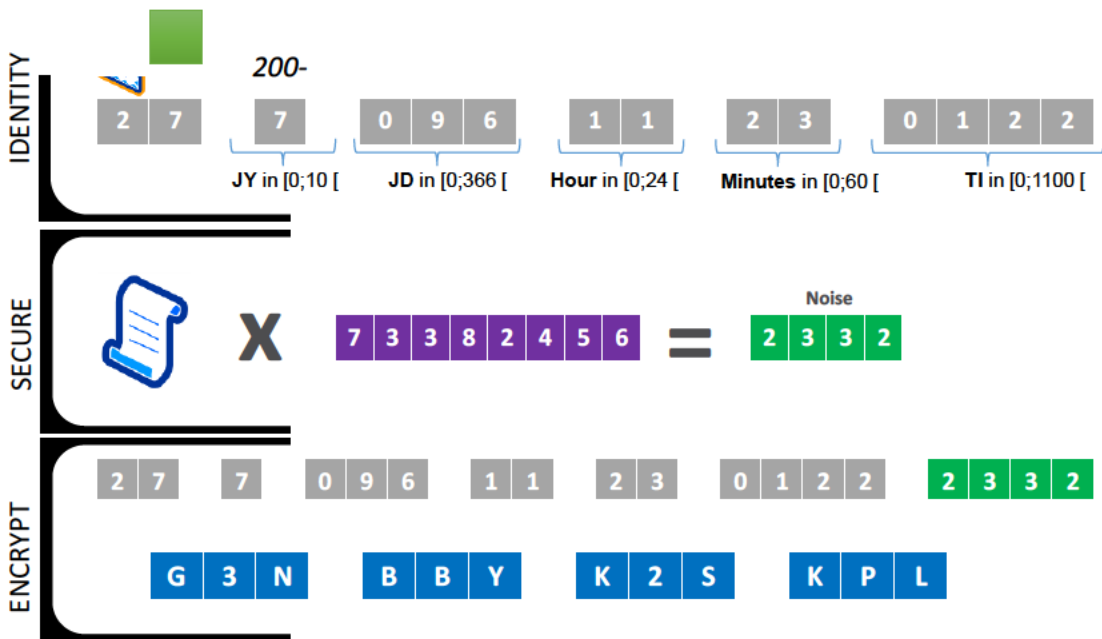 IDENTITY
200-
2 7 7 0 9 6 1 1 2 3 0 1 2 2
JY in [0;10 [ JD in [0;366 [ Hour in [0;24 [ Minutes in [0;60 [ TI in [0;1100 [
SECURE
Noise
X 7 3 3 8 2 4 5 6 = 2 3 3 2
ENCRYPT
2 7 7 0 9 6 1 1 2 3 0 1 2 2 2 3 3 2
G 3 N B B Y K 2 S K P L